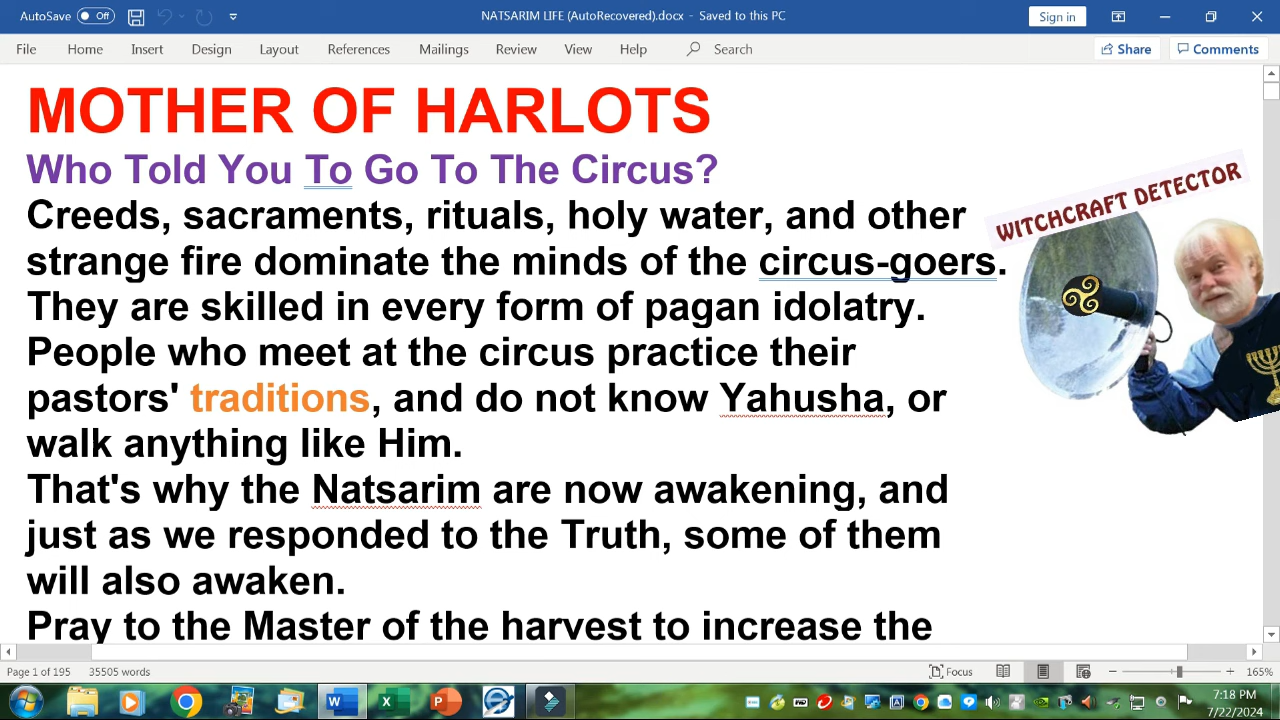 AutoSave Off NATSARIM LIFE (AutoRecovered).docx - Saved to this PC Sign in
File Home Insert Design Layout References Mailings Review View Help Search Share Comments
MOTHER OF HARLOTS
Who Told You To Go To The Circus?
Creeds, sacraments, rituals, holy water, and other
strange fire dominate the minds of the circus-goers.
They are skilled in every form of pagan idolatry.
People who meet at the circus practice their
pastors' traditions, and do not know Yahusha, or
walk anything like Him.
That's why the Natsarim are now awakening, and
just as we responded to the Truth, some of them
will also awaken.
Pray to the Master of the harvest to increase the
WITCHCRAFT DETECTOR
Page 1 of 195 35505 words Focus 165%
7:18 PM
7/22/2024